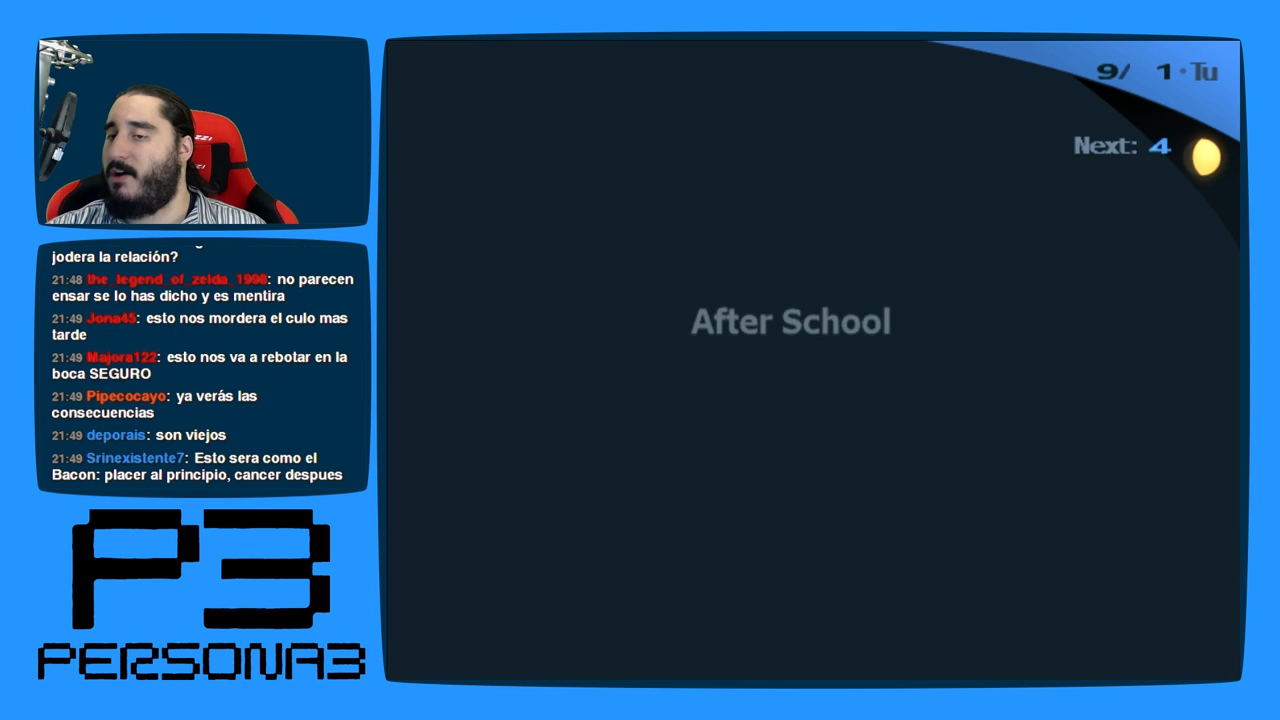 9/ 1・Tu
Next: 4
After School
jodera la relación?
21:48 the_legend_of_zelda_1998: no parecen
ensar se lo has dicho y es mentira
21:49 Jona45: esto nos mordera el culo mas
tarde
21:49 Majora122: esto nos va a rebotar en la
boca SEGURO
21:49 Pipecocayo: ya verás las
consecuencias
21:49 deporais: son viejos
21:49 Srinexistente7: Esto sera como el
Bacon: placer al principio, cancer despues
P3
PERSONA3